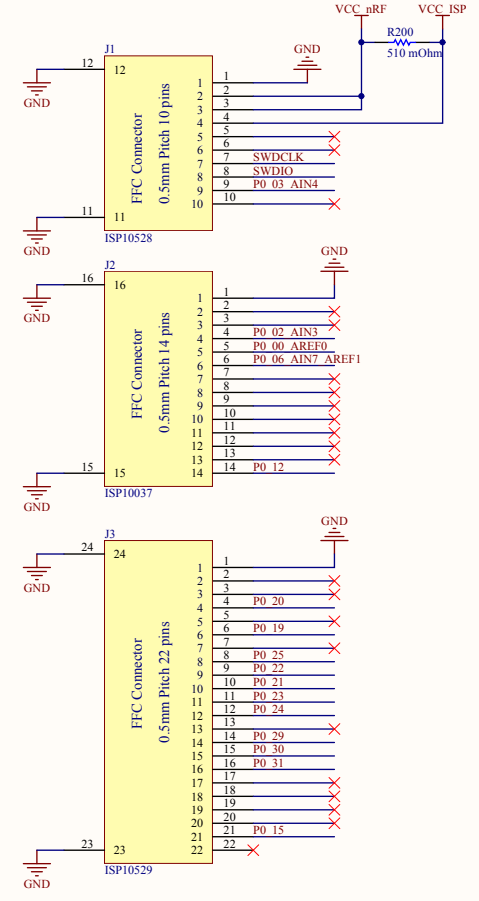 VCC_nRF
VCC_ISP
R200
510 mOhm
J1
GND
12
12
GND
FFC Connector
0.5mm Pitch 10 pins
1 1
2 2
3 3
4 4
5 5
6 6
7 7 SWDCLK
8 8 SWDIO
9 9 P0_03_AIN4
10 10
11
11
GND
ISP10528
J2
GND
16
16
GND
FFC Connector
0.5mm Pitch 14 pins
1 1
2 2
3 3
4 4 P0_02_AIN3
5 5 P0_00_AREF0
6 6 P0_06_AIN7_AREF1
7 7
8 8
9 9
10 10
11 11
12 12
13 13
14 14 P0_12
15
15
GND
ISP10037
J3
GND
24
24
GND
FFC Connector
0.5mm Pitch 22 pins
1 1
2 2
3 3
4 4 P0_20
5 5
6 6 P0_19
7 7
8 8 P0_25
9 9 P0_22
10 10 P0_21
11 11 P0_23
12 12 P0_24
13 13
14 14 P0_29
15 15 P0_30
16 16 P0_31
17 17
18 18
19 19
20 20
21 21 P0_15
22 22
23
23
GND
ISP10529